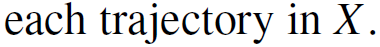 each trajectory in X.